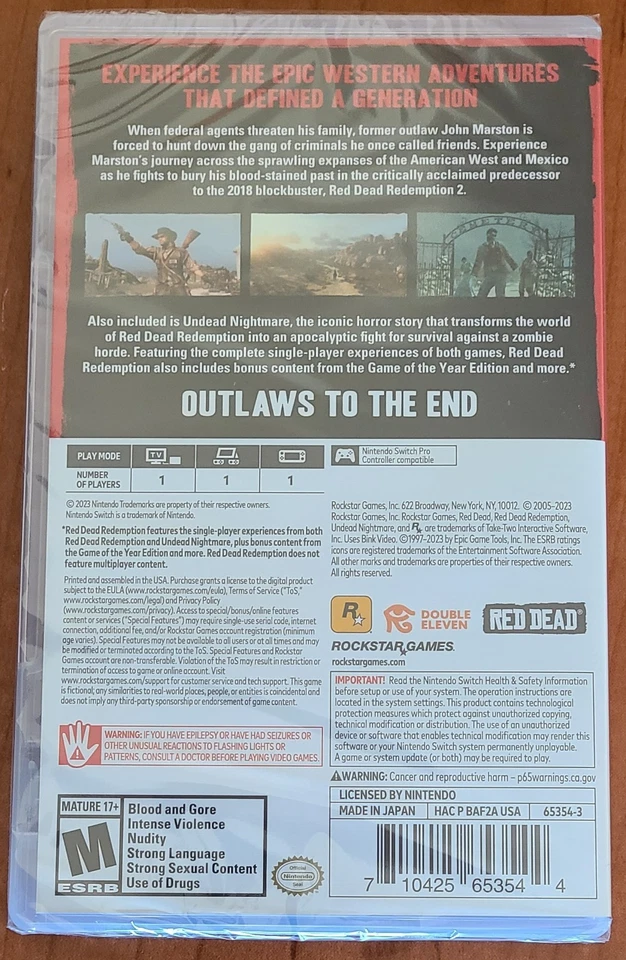 EXPERIENCE THE EPIC WESTERN ADVENTURES
THAT DEFINED A GENERATION
When federal agents threaten his family, former outlaw John Marston is
forced to hunt down the gang of criminals he once called friends. Experience
Marston's journey across the sprawling expanses of the American West and Mexico
as he fights to bury his blood-stained past in the critically acclaimed predecessor
to the 2018 blockbuster, Red Dead Redemption 2.
CEMETERY
Also included is Undead Nightmare, the iconic horror story that transforms the world
of Red Dead Redemption into an apocalyptic fight for survival against a zombie
horde. Featuring the complete single-player experiences of both games, Red Dead
Redemption also includes bonus content from the Game of the Year Edition and more.*
OUTLAWS TO THE END
PLAY MODE
TV
NUMBER
OF PLAYERS
1
1
1
Nintendo Switch Pro
Controller compatible
© 2023 Nintendo Trademarks are property of their respective owners.
Nintendo Switch is a trademark of Nintendo.
*Red Dead Redemption features the single-player experiences from both
Red Dead Redemption and Undead Nightmare, plus bonus content from
the Game of the Year Edition and more. Red Dead Redemption does not
feature multiplayer content.
Printed and assembled in the USA. Purchase grants a license to the digital product
subject to the EULA (www.rockstargames.com/eula), Terms of Service ("ToS,"
www.rockstargames.com/legal) and Privacy Policy
(www.rockstargames.com/privacy). Access to special/bonus/online features
content or services ("Special Features") may require single-use serial code, internet
connection, additional fee, and/or Rockstar Games account registration (minimum
age varies). Special Features may not be available to all users or at all times and may
be modified or terminated according to the ToS. Special Features and Rockstar
Games account are non-transferable. Violation of the ToS may result in restriction or
termination of access to game or online account. Visit
www.rockstargames.com/support for customer service and tech support. This game
is fictional; any similarities to real-world places, people, or entities is coincidental and
does not imply any third-party sponsorship or endorsement of game content.
WARNING: IF YOU HAVE EPILEPSY OR HAVE HAD SEIZURES OR
OTHER UNUSUAL REACTIONS TO FLASHING LIGHTS OR
PATTERNS, CONSULT A DOCTOR BEFORE PLAYING VIDEO GAMES.
MATURE 17+
M
ESRB
Blood and Gore
Intense Violence
Nudity
Strong Language
Strong Sexual Content
Use of Drugs
Official
Nintendo
Seal
Rockstar Games, Inc. 622 Broadway, New York, NY, 10012. © 2005-2023
Rockstar Games, Inc. Rockstar Games, Red Dead, Red Dead Redemption,
Undead Nightmare, and R★ are trademarks of Take-Two Interactive Software,
Inc. Uses Bink Video. ©1997-2023 by Epic Game Tools, Inc. The ESRB ratings
icons are registered trademarks of the Entertainment Software Association.
All other marks and trademarks are properties of their respective owners.
All rights reserved.
R★
DOUBLE
ELEVEN
RED DEAD
ROCKSTAR GAMES
rockstargames.com
IMPORTANT! Read the Nintendo Switch Health & Safety Information
before setup or use of your system. The operation instructions are
located in the system settings. This product contains technological
protection measures which protect against unauthorized copying,
technical modification or distribution. The use of an unauthorized
device or software that enables technical modification may render this
software or your Nintendo Switch system permanently unplayable.
A game or system update (or both) may be required to play.
WARNING: Cancer and reproductive harm – p65warnings.ca.gov
LICENSED BY NINTENDO
MADE IN JAPAN
HAC P BAF2A USA
65354-3
7 10425 65354 4